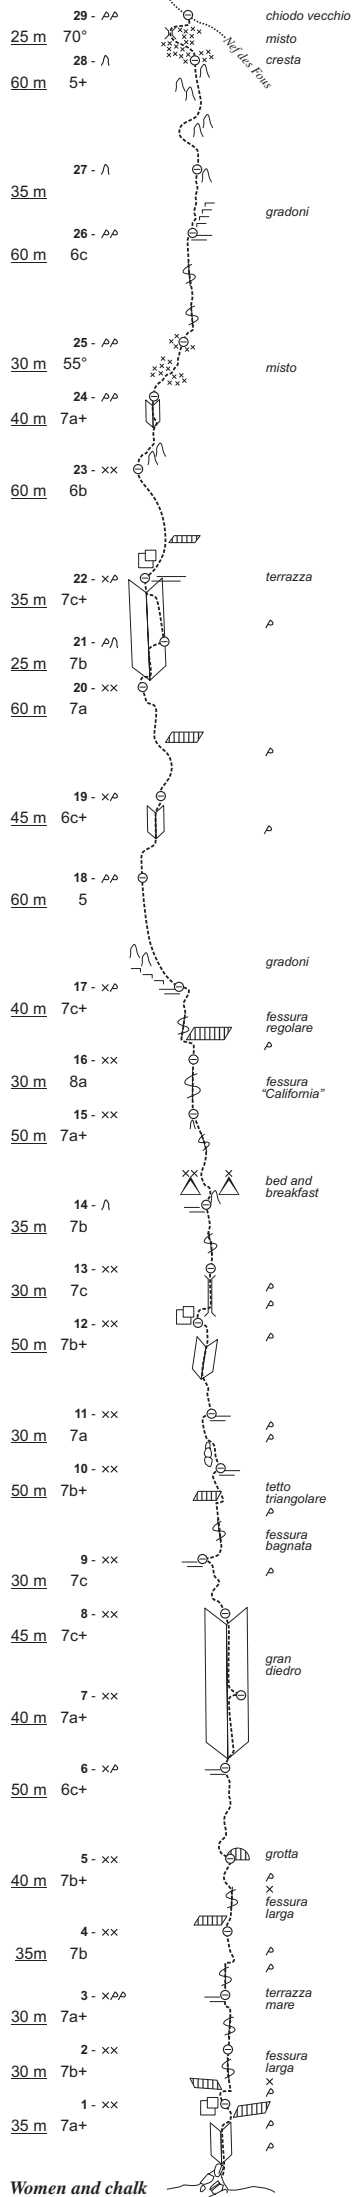 29 - chiodo vecchio
25 m 70° misto
28 - cresta
Nef des Fous
60 m 5+
27 -
35 m
gradoni
26 -
60 m 6c
25 -
30 m 55° misto
24 -
40 m 7a+
23 - ××
60 m 6b
22 - × terrazza
35 m 7c+
21 -
25 m 7b
20 - ××
60 m 7a
19 - ×
45 m 6c+
18 -
60 m 5
gradoni
17 - ×
40 m 7c+
fessura
regolare
16 - ××
30 m 8a
fessura
"California"
15 - ××
50 m 7a+
×× ×
bed and
breakfast
14 -
35 m 7b
13 - ××
30 m 7c
12 - ××
50 m 7b+
11 - ××
30 m 7a
10 - ××
50 m 7b+
tetto
triangolare
fessura
bagnata
9 - ××
30 m 7c
8 - ××
45 m 7c+
gran
diedro
7 - ××
40 m 7a+
6 - ×
50 m 6c+
5 - ×× grotta
40 m 7b+
×
fessura
larga
4 - ××
35m 7b
3 - × terrazza
mare
30 m 7a+
2 - ××
fessura
larga
30 m 7b+
×
1 - ××
35 m 7a+
Women and chalk